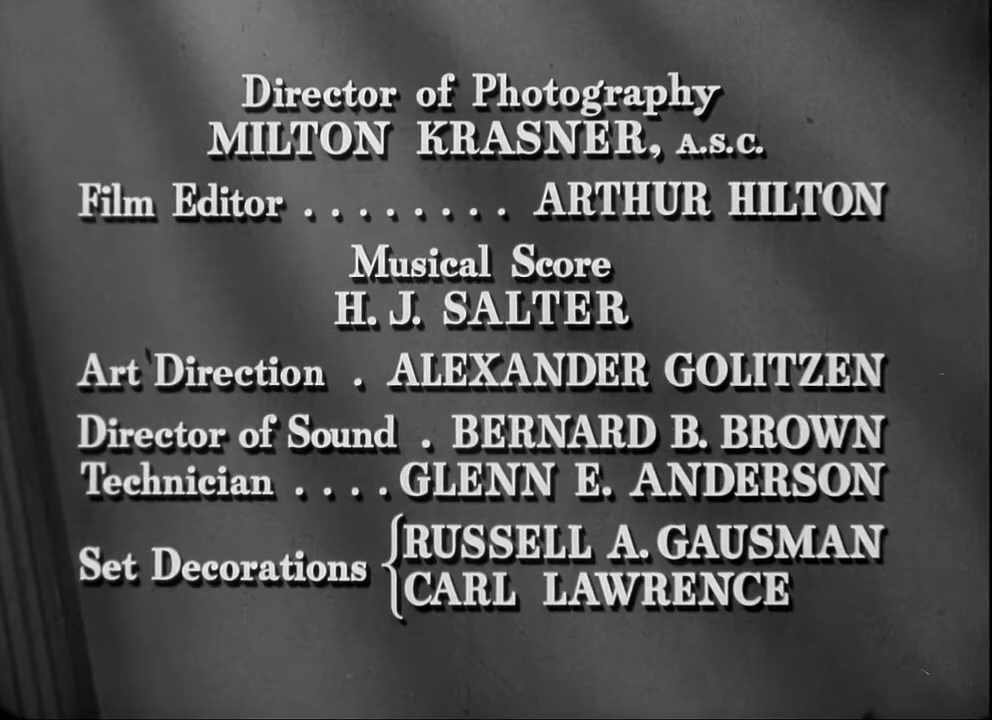 Director of Photography
MILTON KRASNER, A.S.C.
Film Editor ........ ARTHUR HILTON
Musical Score
H. J. SALTER
Art Direction . ALEXANDER GOLITZEN
Director of Sound . BERNARD B. BROWN
Technician .... GLENN E. ANDERSON
Set Decorations { RUSSELL A. GAUSMAN
CARL LAWRENCE